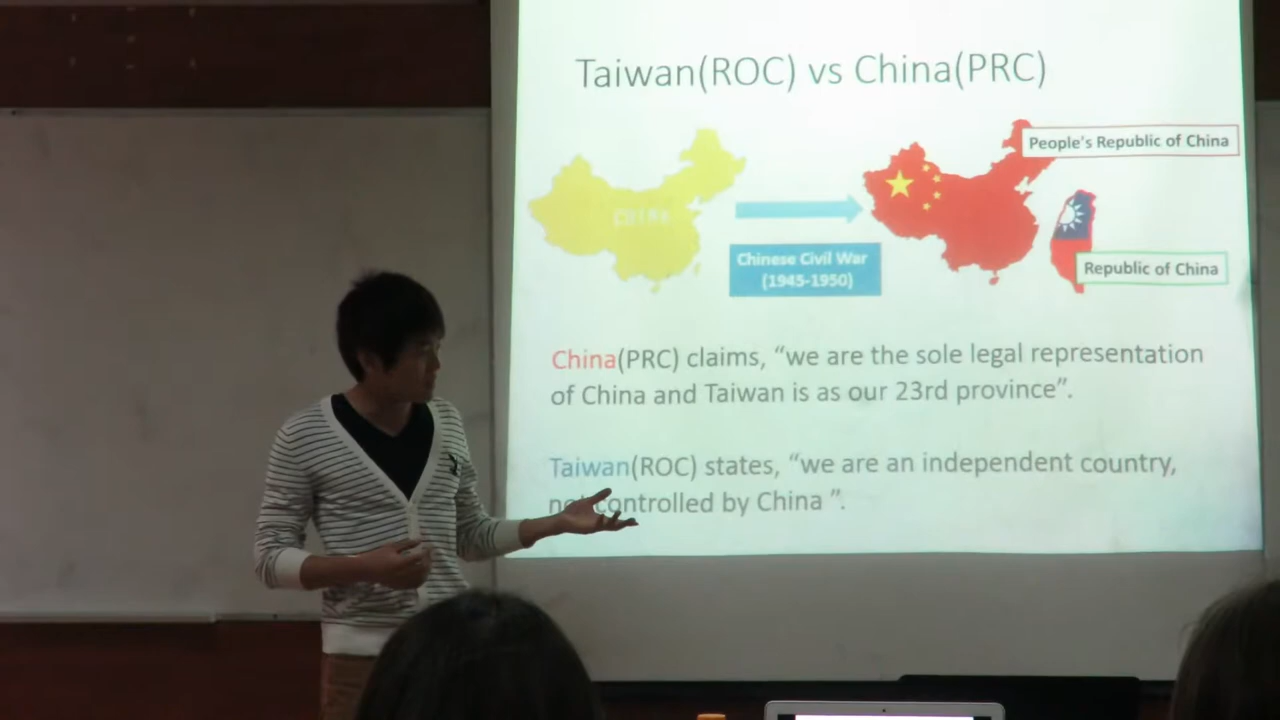 Taiwan(ROC) vs China(PRC)
People's Republic of China
China
Chinese Civil War
(1945-1950)
Republic of China
China(PRC) claims, “we are the sole legal representation
of China and Taiwan is as our 23rd province”.
Taiwan(ROC) states, “we are an independent country,
not controlled by China ”.